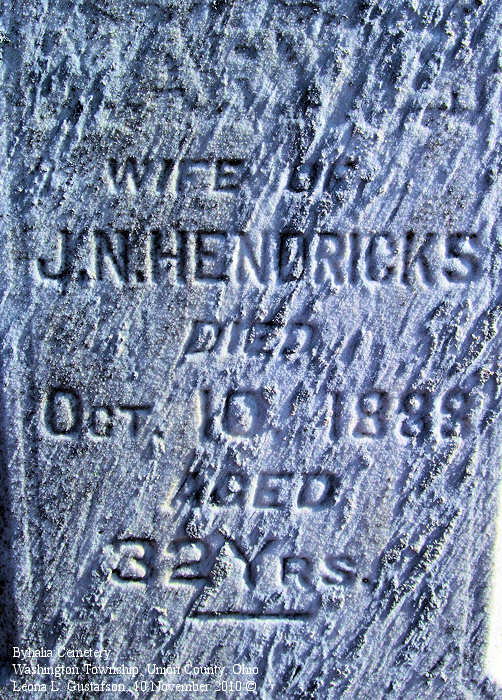 MARY A.
WIFE OF
J.N. HENDRICKS
DIED
OCT. 10, 1888
AGED
32 YRS.
Byhalia Cemetery
Washington Township, Union County, Ohio
Leona L. Gustafson, 10 November 2010 ©